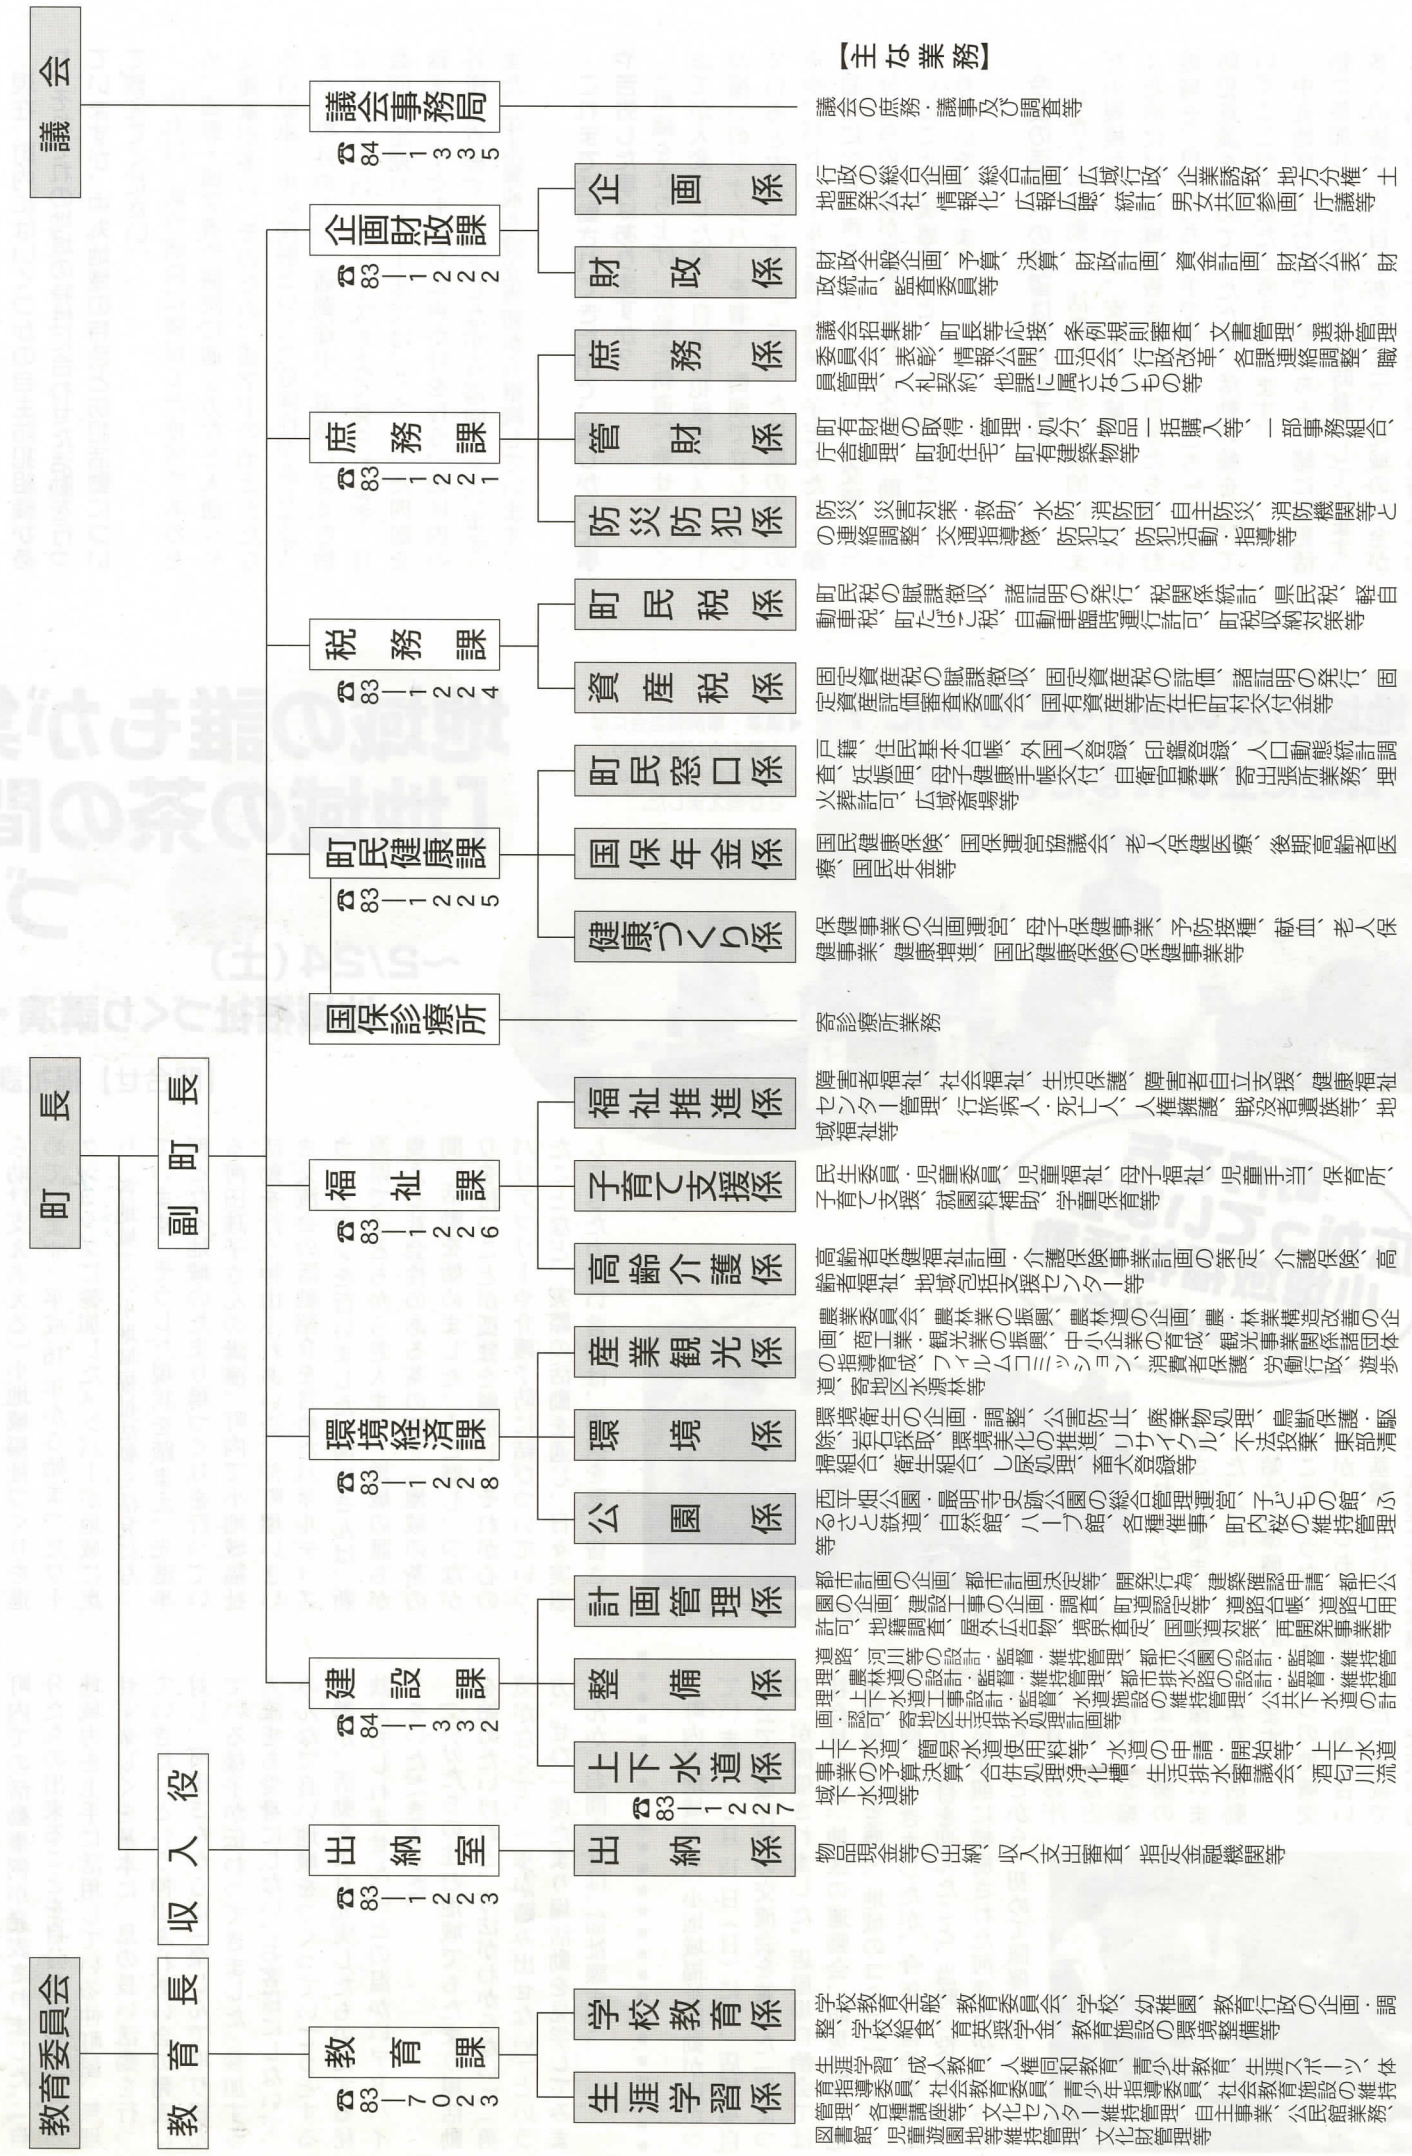 議会
議会事務局
☎84―1335
【主な業務】
議会の庶務・議事及び調査等
町長
副町長
企画財政課
☎83―1222
企画係
行政の総合企画、総合計画、広域行政、企業誘致、地方分権、土
地開発公社、情報化、広報広聴、統計、男女共同参画、庁議等
財政係
財政全般企画、予算、決算、財政計画、資金計画、財政公表、財
政統計、監査委員等
庶務課
☎83―1221
庶務係
議会招集等、町長等応接、条例規則審査、文書管理、選挙管理
委員会、表彰、情報公開、自治会、行政改革、各課連絡調整、職
員管理、入札契約、他課に属さないもの等
管財係
町有財産の取得・管理・処分、物品一括購入等、一部事務組合、
庁舎管理、町営住宅、町有建築物等
防災防犯係
防災、災害対策・救助、水防、消防団、自主防災、消防機関等と
の連絡調整、交通指導隊、防犯灯、防犯活動・指導等
税務課
☎83―1224
町民税係
町民税の賦課徴収、諸証明の発行、税関係統計、県民税、軽自
動車税、町たばこ税、自動車臨時運行許可、町税収納対策等
資産税係
固定資産税の賦課徴収、固定資産税の評価、諸証明の発行、固
定資産評価審査委員会、国有資産等所在市町村交付金等
町民健康課
☎83―1225
町民窓口係
戸籍、住民基本台帳、外国人登録、印鑑登録、人口動態統計調
査、妊娠届、母子健康手帳交付、自衛官募集、寄出張所業務、埋
火葬許可、広域斎場等
国保年金係
国民健康保険、国保運営協議会、老人保健医療、後期高齢者医
療、国民年金等
健康づくり係
保健事業の企画運営、母子保健事業、予防接種、献血、老人保
健事業、健康増進、国民健康保険の保健事業等
国保診療所
寄診療所業務
福祉課
☎83―1226
福祉推進係
障害者福祉、社会福祉、生活保護、障害者自立支援、健康福祉
センター管理、行旅病人・死亡人、人権擁護、戦没者遺族等、地
域福祉等
子育て支援係
民生委員・児童委員、児童福祉、母子福祉、児童手当、保育所、
子育て支援、就園料補助、学童保育等
高齢介護係
高齢者保健福祉計画・介護保険事業計画の策定、介護保険、高
齢者福祉、地域包括支援センター等
環境経済課
☎83―1228
産業観光係
農業委員会、農林業の振興、農林道の企画、農・林業構造改善の企
画、商工業・観光業の振興、中小企業の育成、観光事業関係諸団体
の指導育成、フィルムコミッション、消費者保護、労働行政、遊歩
道、寄地区水源林等
環境係
環境衛生の企画・調整、公害防止、廃棄物処理、鳥獣保護・駆
除、岩石採取、環境美化の推進、リサイクル、不法投棄、東部清
掃組合、衛生組合、し尿処理、畜犬登録等
公園係
西平畑公園・最明寺史跡公園の総合管理運営、子どもの館、ふ
るさと鉄道、自然館、ハーブ館、各種催事、町内桜の維持管理
等
建設課
☎84―1332
計画管理係
都市計画の企画、都市計画決定等、開発行為、建築確認申請、都市公
園の企画、建設工事の企画・調査、町道認定等、道路台帳、道路占用
許可、地籍調査、屋外広告物、境界査定、国県道対策、再開発事業等
整備係
道路、河川等の設計・監督・維持管理、都市公園の設計・監督・維持管
理、農林道の設計・監督・維持管理、都市排水路の設計・監督・維持管
理、上下水道工事設計・監督、水道施設の維持管理、公共下水道の計
画・認可、寄地区生活排水処理計画等
上下水道係
☎83―1227
上下水道、簡易水道使用料等、水道の申請・開始等、上下水道
事業の予算決算、合併処理浄化槽、生活排水審議会、酒匂川流
域下水道等
収入役
出納室
☎83―1223
出納係
物品現金等の出納、収入支出審査、指定金融機関等
教育委員会
教育長
教育課
☎83―7023
学校教育係
学校教育全般、教育委員会、学校、幼稚園、教育行政の企画・調
整、学校給食、育英奨学金、教育施設の環境整備等
生涯学習係
生涯学習、成人教育、人権同和教育、青少年教育、生涯スポーツ、体
育指導委員、社会教育委員、青少年指導委員、社会教育施設の維持
管理、各種講座等、文化センター維持管理、自主事業、公民館業務、
図書館、児童遊園地等維持管理、文化財管理等